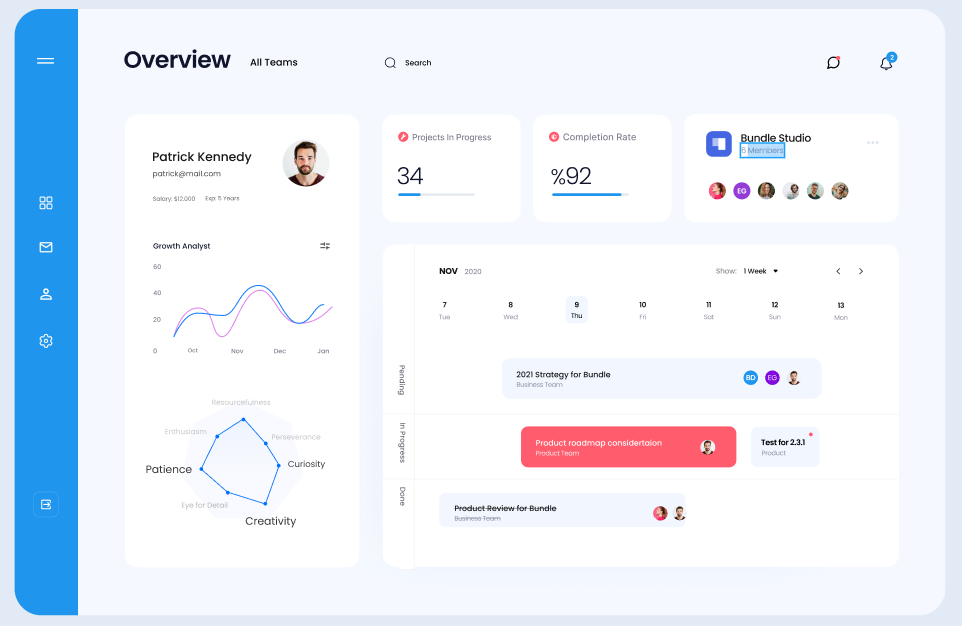 Overview
All Teams
Search
2
Patrick Kennedy
patrick@mail.com
Salary: $12,000 Exp: 5 Years
Growth Analyst
60
40
20
0
Oct Nov Dec Jan
Resourcefulness
Enthusiasm
Perseverance
Patience
Curiosity
Eye for Detail
Creativity
Projects In Progress
34
Completion Rate
%92
Bundle Studio
6 Members
EG
NOV 2020
Show: 1 Week
7 8 9 10 11 12 13
Tue Wed Thu Fri Sat Sun Mon
Pending
2021 Strategy for Bundle
Business Team
BD EG
In Progress
Product roadmap considertaion
Product Team
Test for 2.3.1
Product
Done
Product Review for Bundle
Business Team